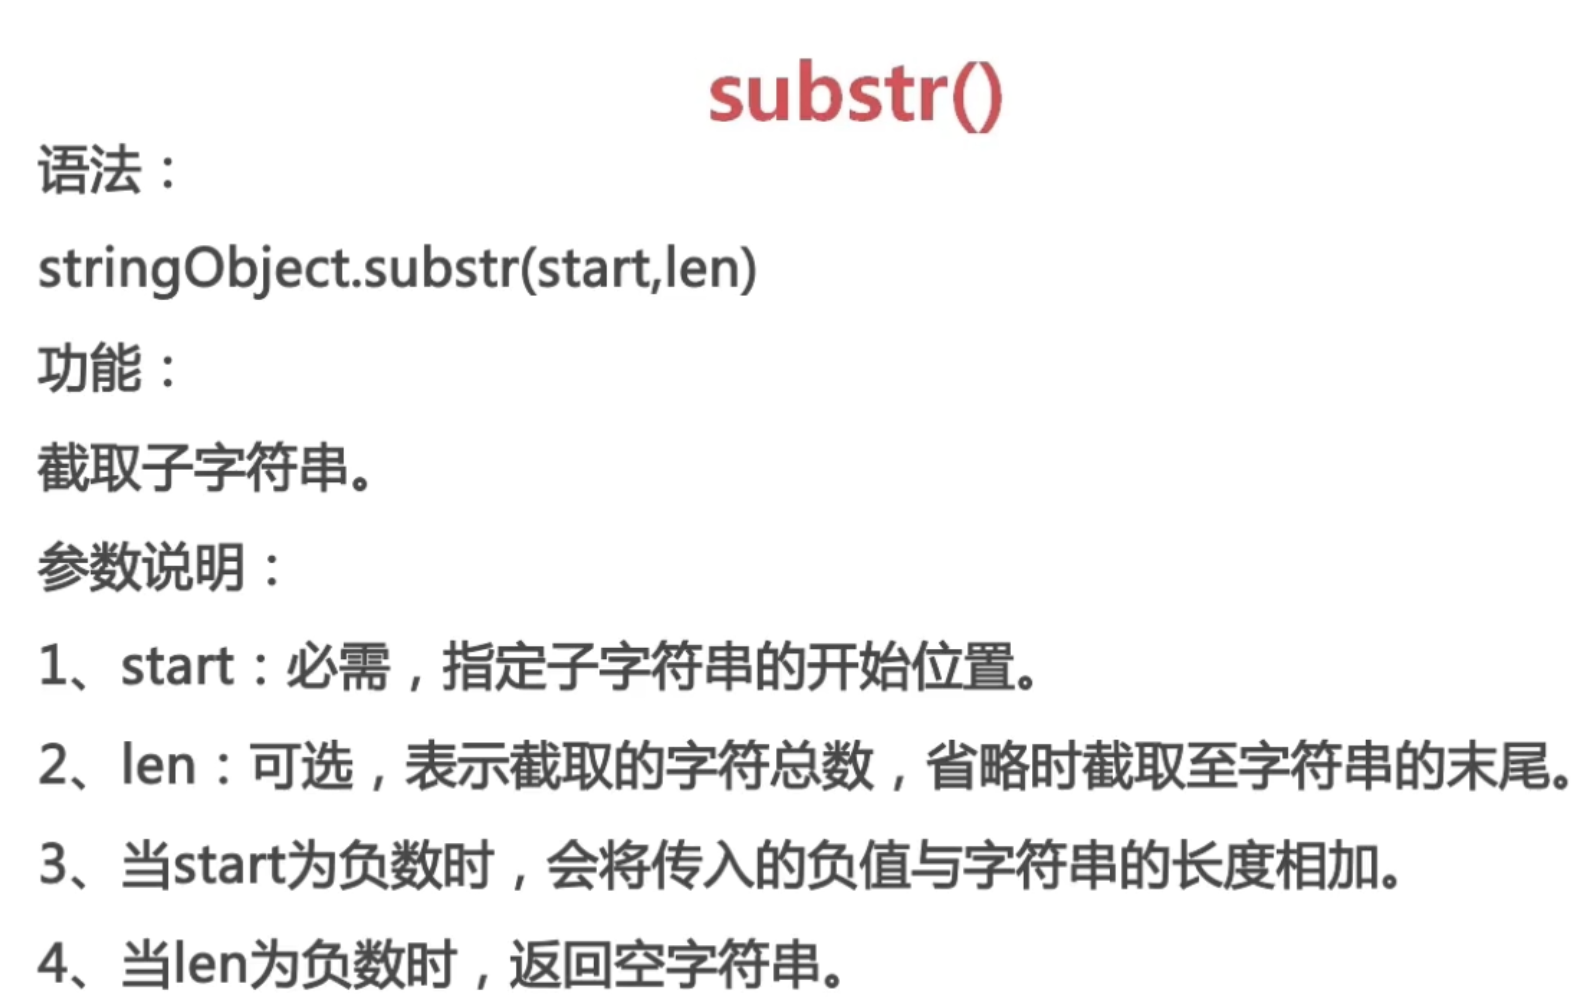 substr()
语法：
stringObject.substr(start,len)
功能：
截取子字符串。
参数说明：
1、start：必需，指定子字符串的开始位置。
2、len：可选，表示截取的字符总数，省略时截取至字符串的末尾。
3、当start为负数时，会将传入的负值与字符串的长度相加。
4、当len为负数时，返回空字符串。